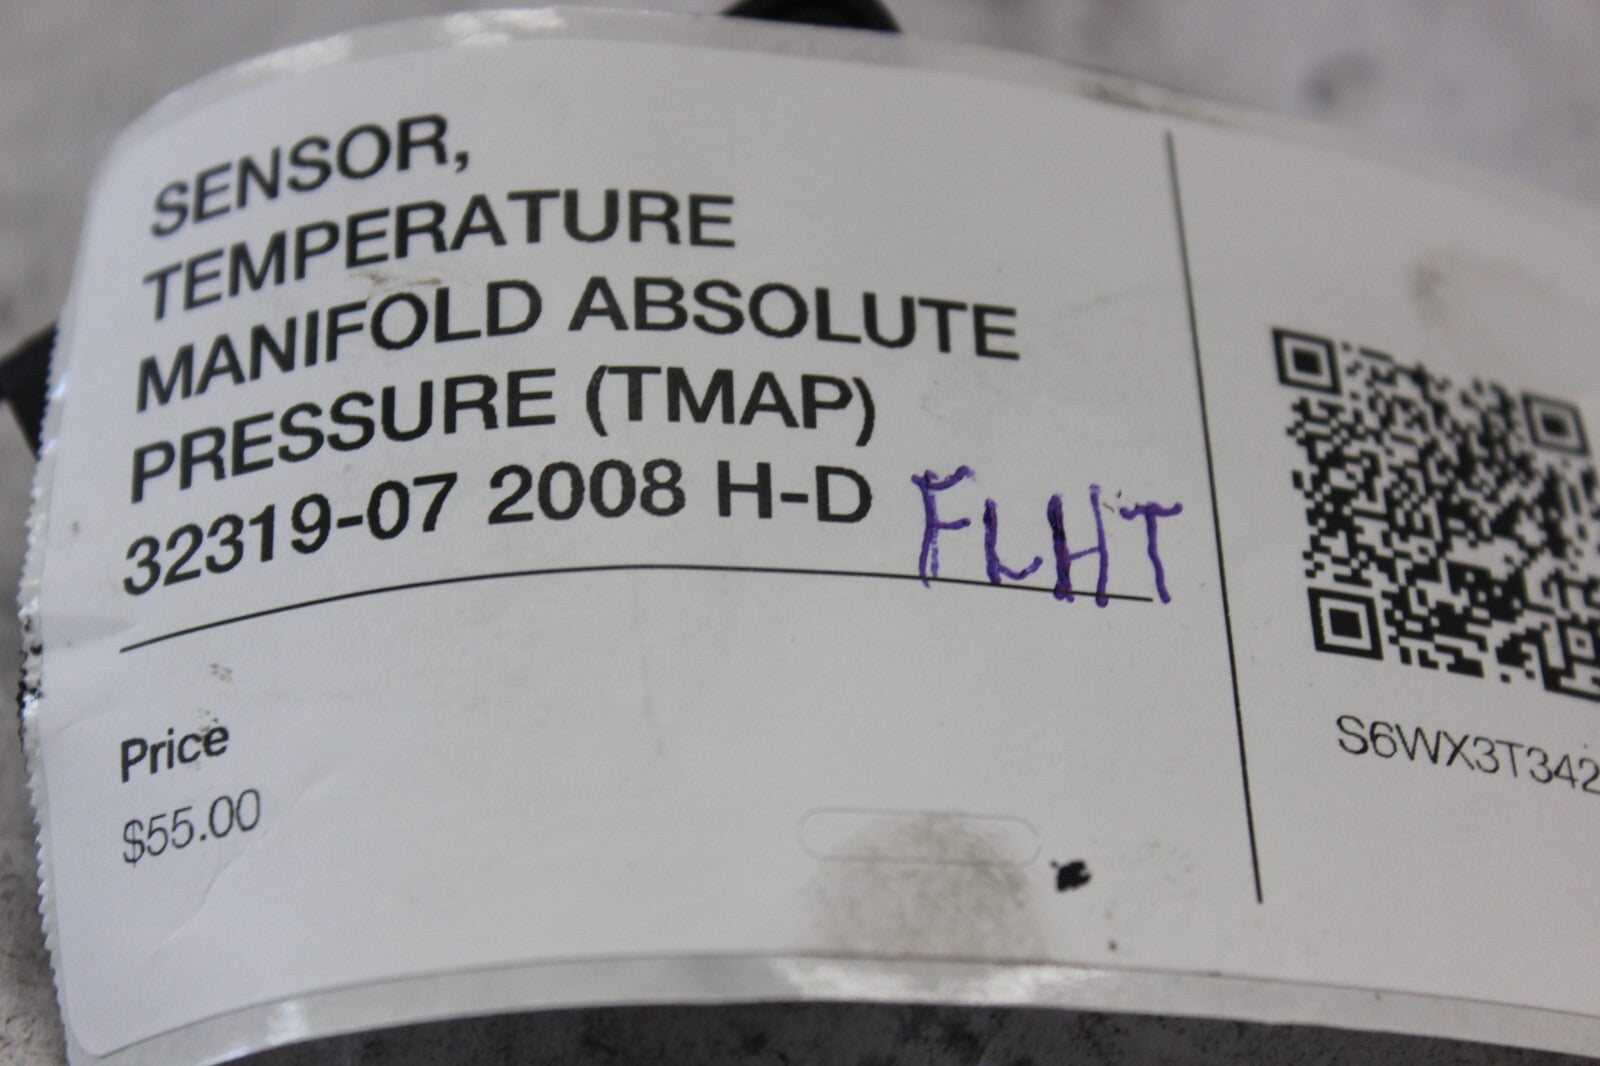 SENSOR,
TEMPERATURE
MANIFOLD ABSOLUTE
PRESSURE (TMAP)
32319-07 2008 H-D FLHT
Price
$55.00
S6WX3T342